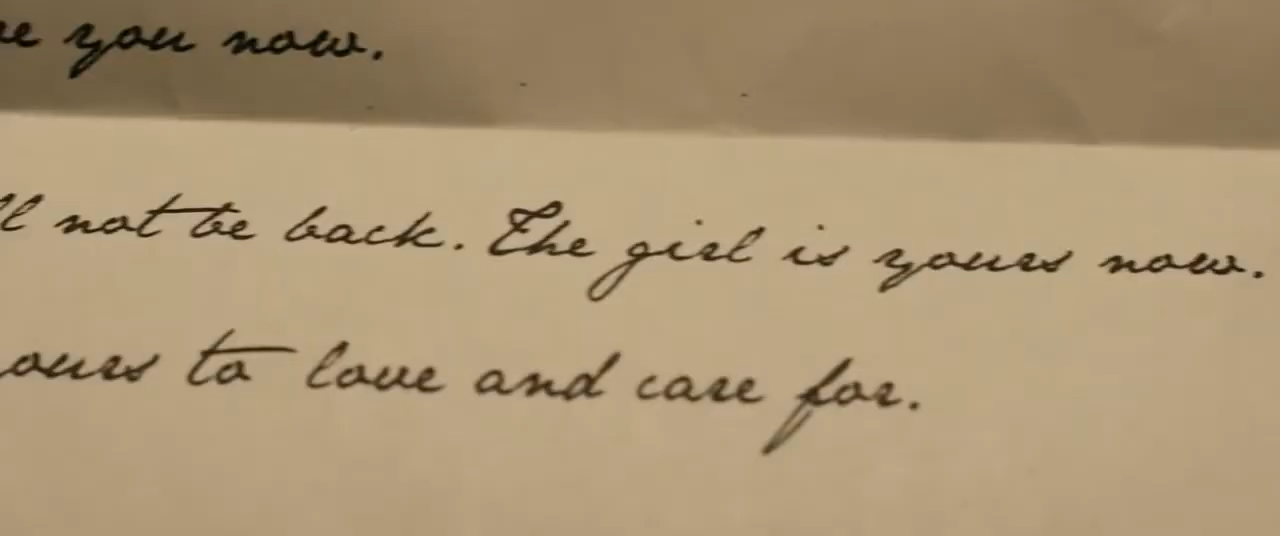 you now.
not be back. The girl is yours now.
to love and care for.